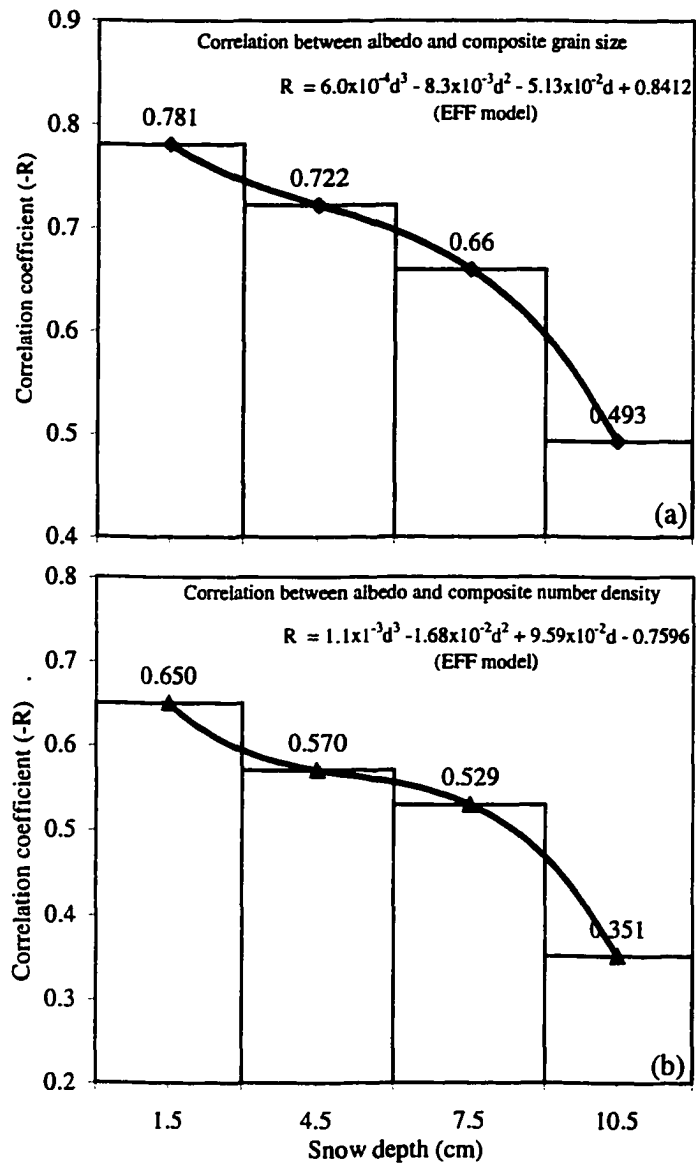 0.9
Correlation between albedo and composite grain size
R = 6.0x10⁻⁴d³ - 8.3x10⁻³d² - 5.13x10⁻²d + 0.8412
(EFF model)
0.781
0.8
0.722
0.7
0.66
0.6
0.493
0.5
0.4
(a)
Correlation coefficient (-R)
0.8
Correlation between albedo and composite number density
R = 1.1x1⁻³d³ -1.68x10⁻²d² + 9.59x10⁻²d - 0.7596
(EFF model)
0.7
0.650
0.6
0.570
0.529
0.5
0.4
0.351
0.3
0.2
(b)
Correlation coefficient (-R)
1.5 4.5 7.5 10.5
Snow depth (cm)